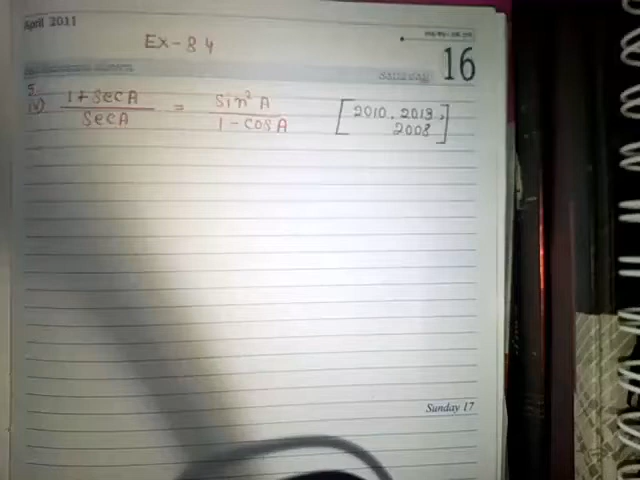 April 2011
Ex-8.4
Saturday 16
5.
(iv) 1 + Sec A / Sec A = Sin² A / 1 - Cos A [2010, 2013, 2008]
Sunday 17